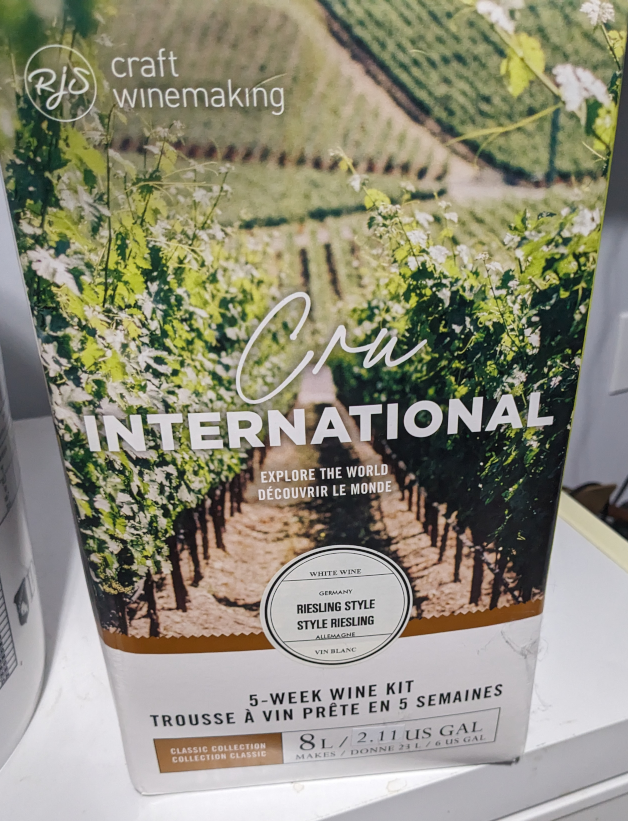 RJS
craft
winemaking
Cru
INTERNATIONAL
EXPLORE THE WORLD
DÉCOUVRIR LE MONDE
WHITE WINE
GERMANY
RIESLING STYLE
STYLE RIESLING
ALLEMAGNE
VIN BLANC
5-WEEK WINE KIT
TROUSSE À VIN PRÊTE EN 5 SEMAINES
CLASSIC COLLECTION
COLLECTION CLASSIC
8L / 2.11 US GAL
MAKES / DONNE 23 L / 6 US GAL